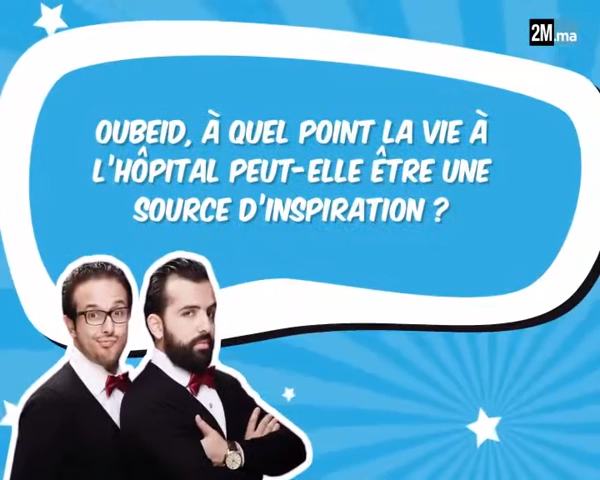 2M.ma
OUBEID, À QUEL POINT LA VIE À
L'HÔPITAL PEUT-ELLE ÊTRE UNE
SOURCE D'INSPIRATION ?